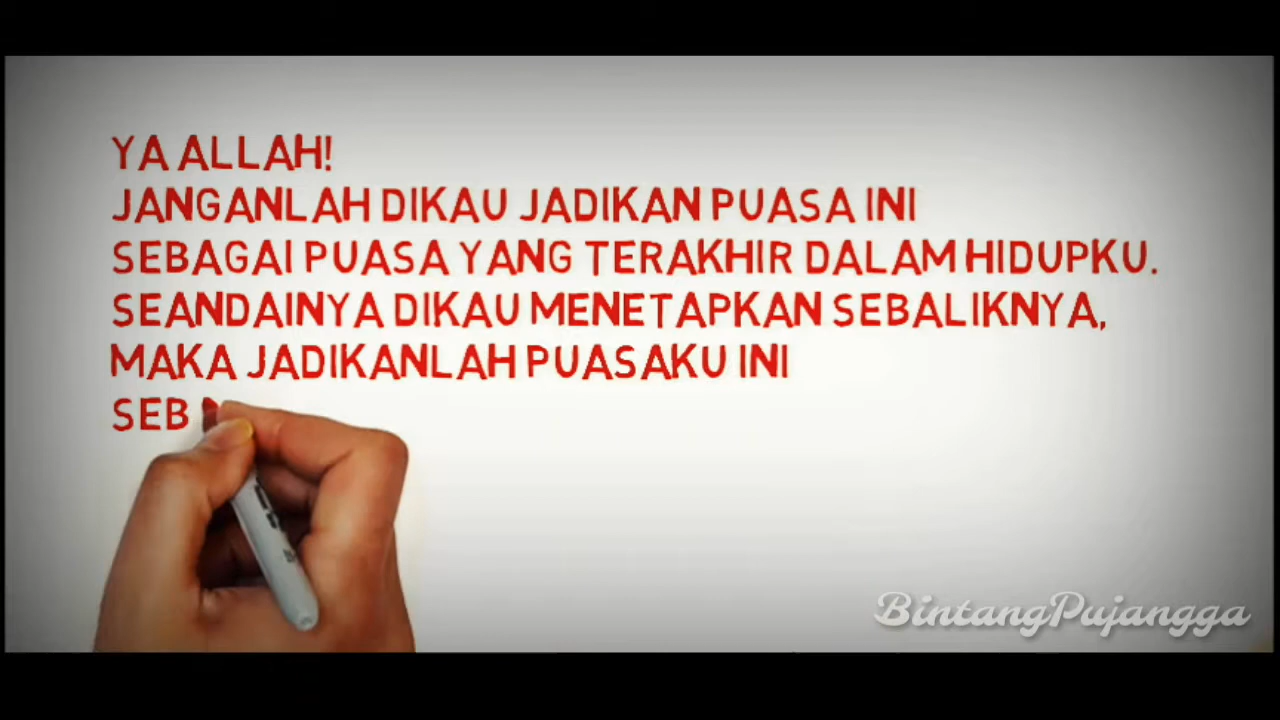 YA ALLAH!
JANGANLAH DIKAU JADIKAN PUASA INI
SEBAGAI PUASA YANG TERAKHIR DALAM HIDUPKU.
SEANDAINYA DIKAU MENETAPKAN SEBALIKNYA,
MAKA JADIKANLAH PUASAKU INI
SEB
BintangPujangga